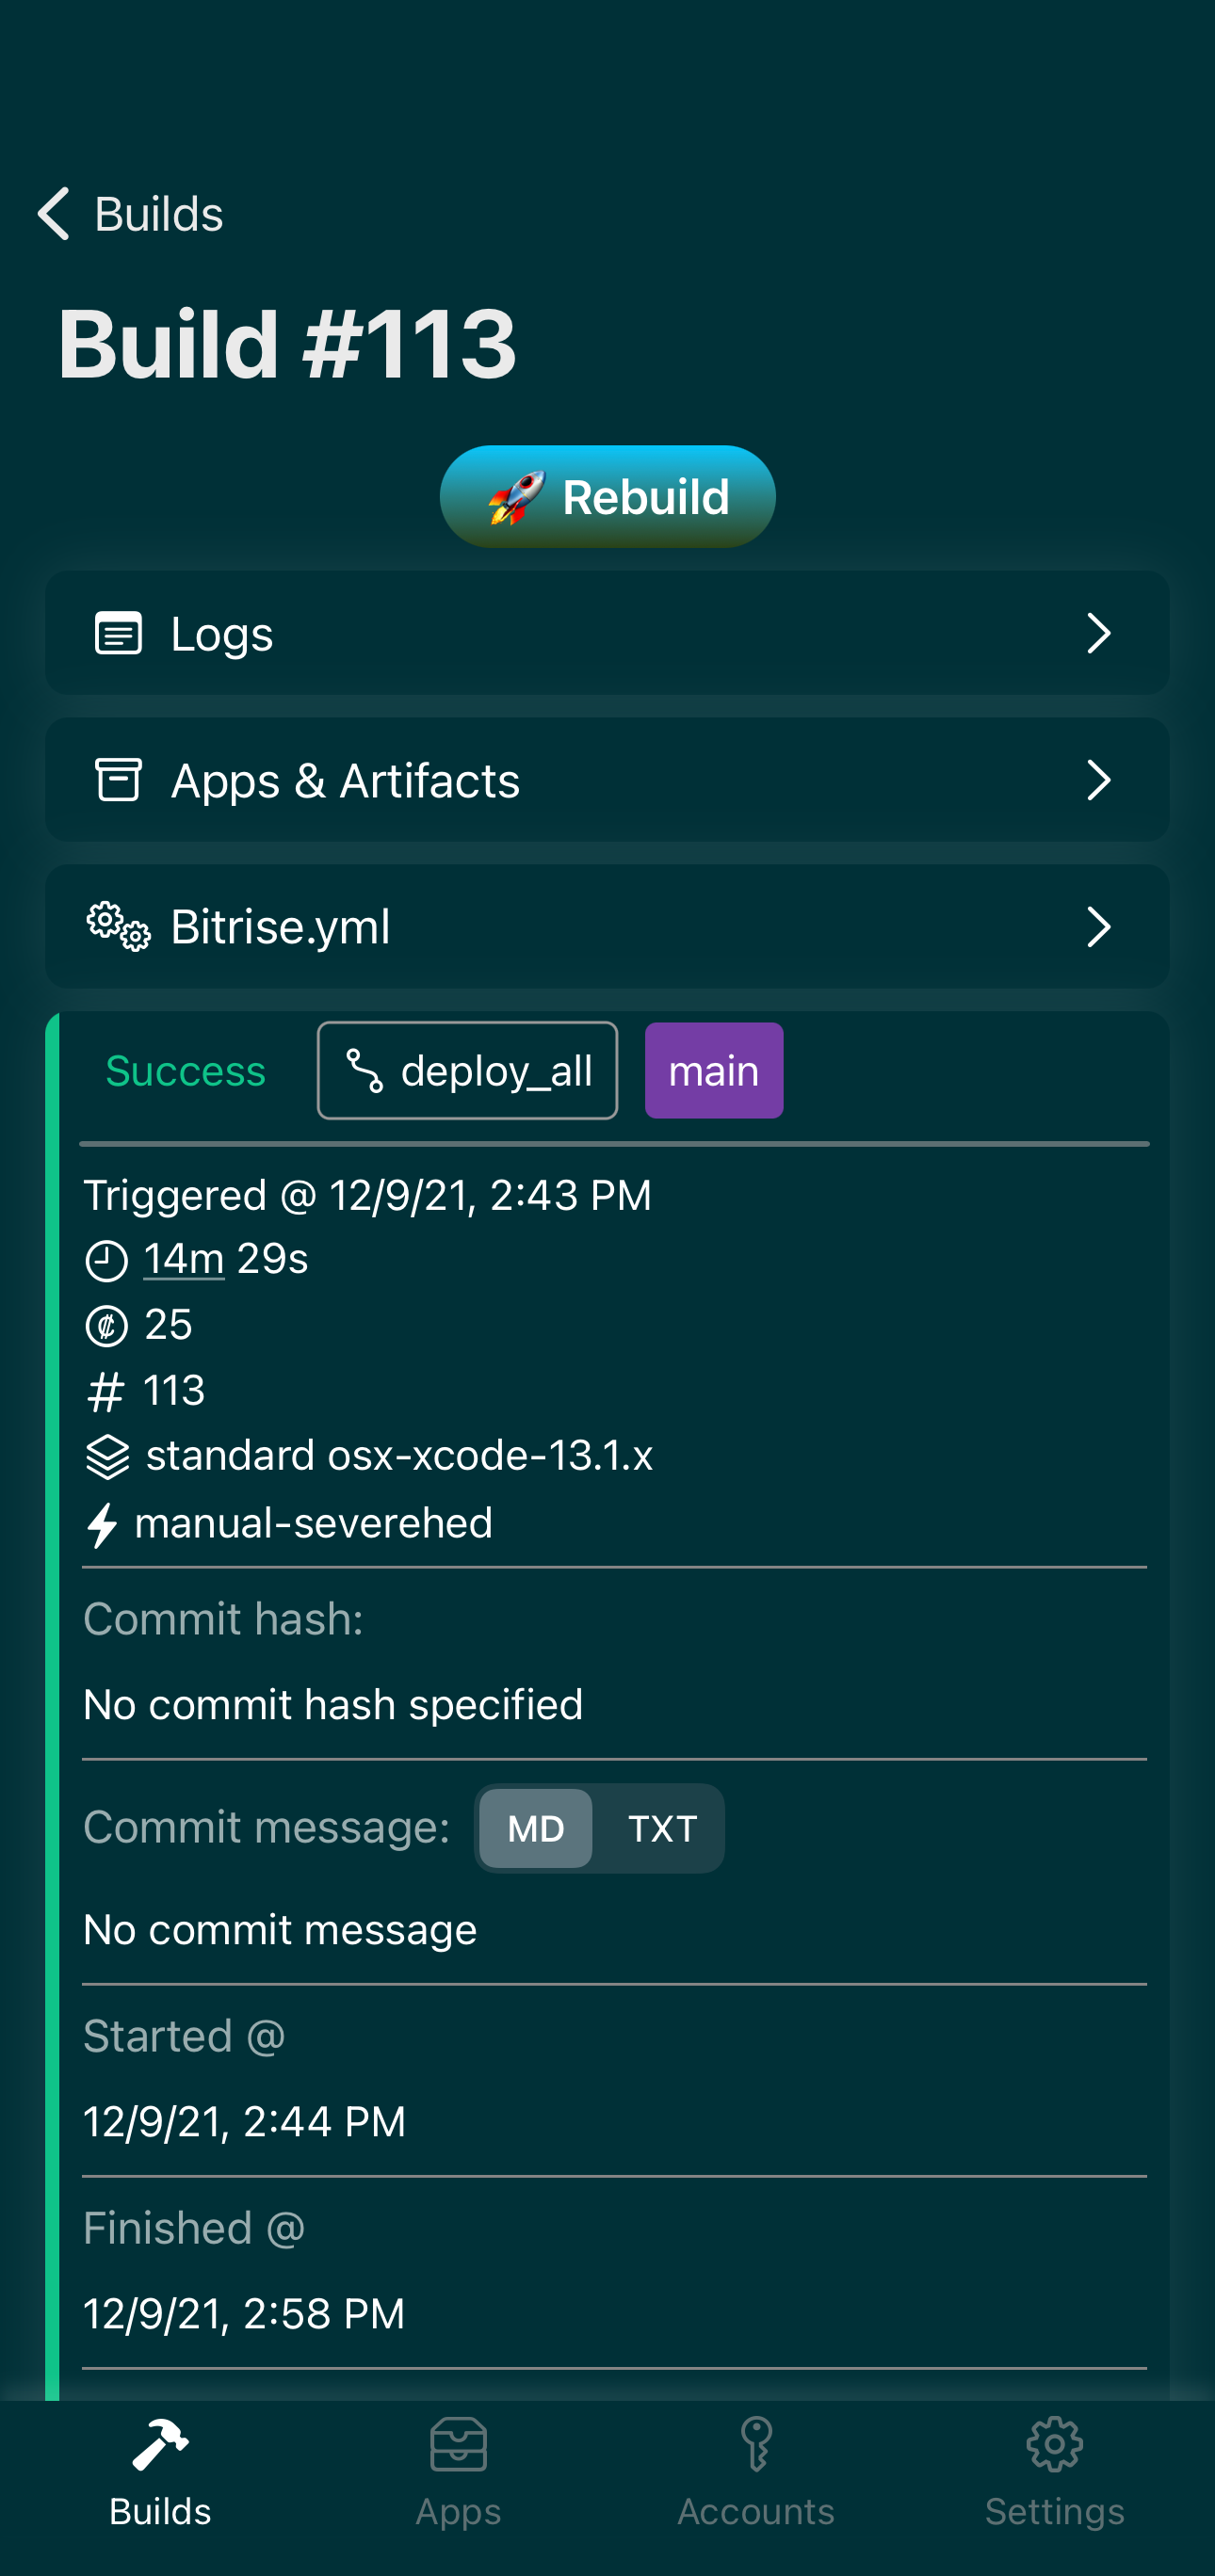 Builds
Build #113
🚀 Rebuild
Logs
Apps & Artifacts
Bitrise.yml
Success deploy_all main
Triggered @ 12/9/21, 2:43 PM
14m 29s
25
# 113
standard osx-xcode-13.1.x
manual-severehed
Commit hash:
No commit hash specified
Commit message: MD TXT
No commit message
Started @
12/9/21, 2:44 PM
Finished @
12/9/21, 2:58 PM
Builds Apps Accounts Settings